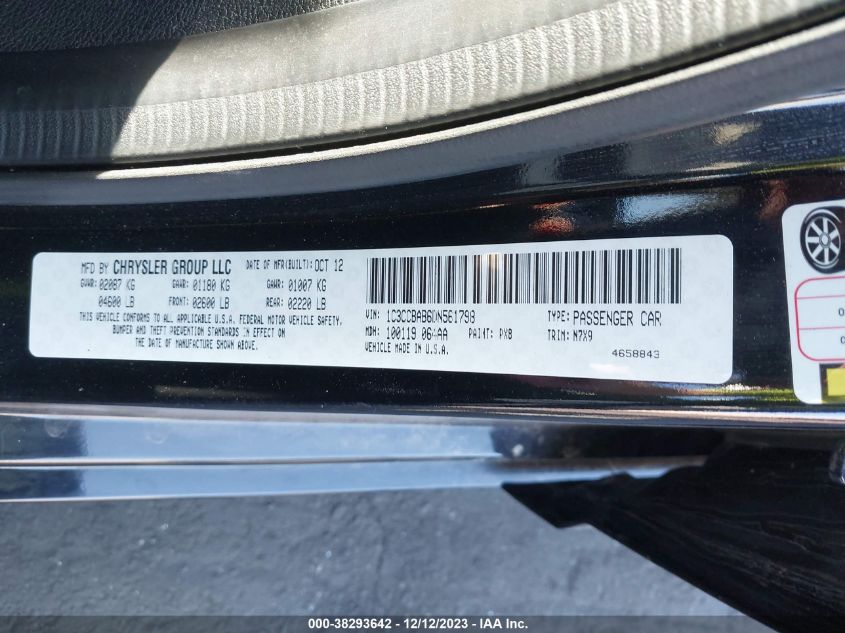 MFD BY CHRYSLER GROUP LLC DATE OF MFR(BUILT): OCT 12
GVWR: 02087 KG GAWR: 01180 KG GAWR: 01007 KG
04600 LB FRONT: 02600 LB REAR: 02220 LB
THIS VEHICLE CONFORMS TO ALL APPLICABLE U.S.A. FEDERAL MOTOR VEHICLE SAFETY,
BUMPER AND THEFT PREVENTION STANDARDS IN EFFECT ON
THE DATE OF MANUFACTURE SHOWN ABOVE.
VIN: 1C3CCBAB6DN561798 TYPE: PASSENGER CAR
MDH: 100119 064AA PAINT: PX8 TRIM: N7X9
VEHICLE MADE IN U.S.A. 4658843
000-38293642 - 12/12/2023 - IAA Inc.